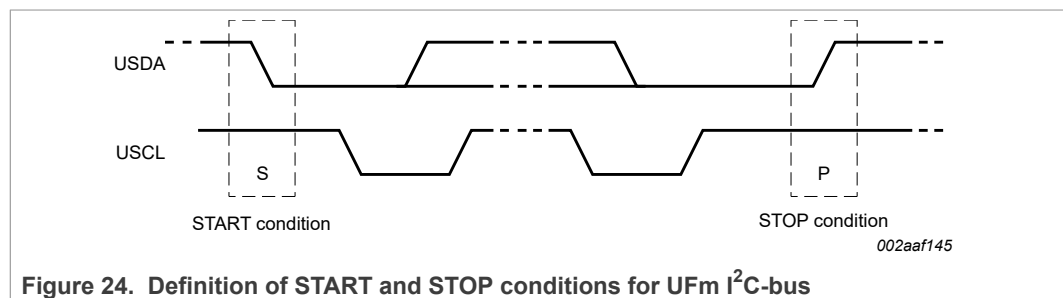 USDA
USCL
S
P
START condition
STOP condition
002aaf145
Figure 24. Definition of START and STOP conditions for UFm I²C-bus